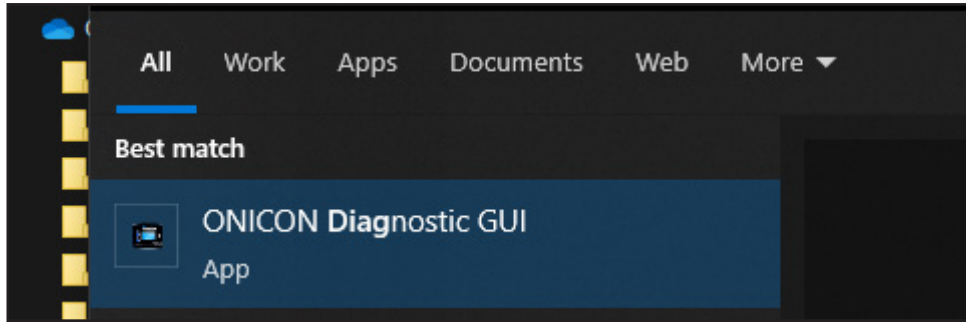 All Work Apps Documents Web More
Best match
ONICON Diagnostic GUI
App